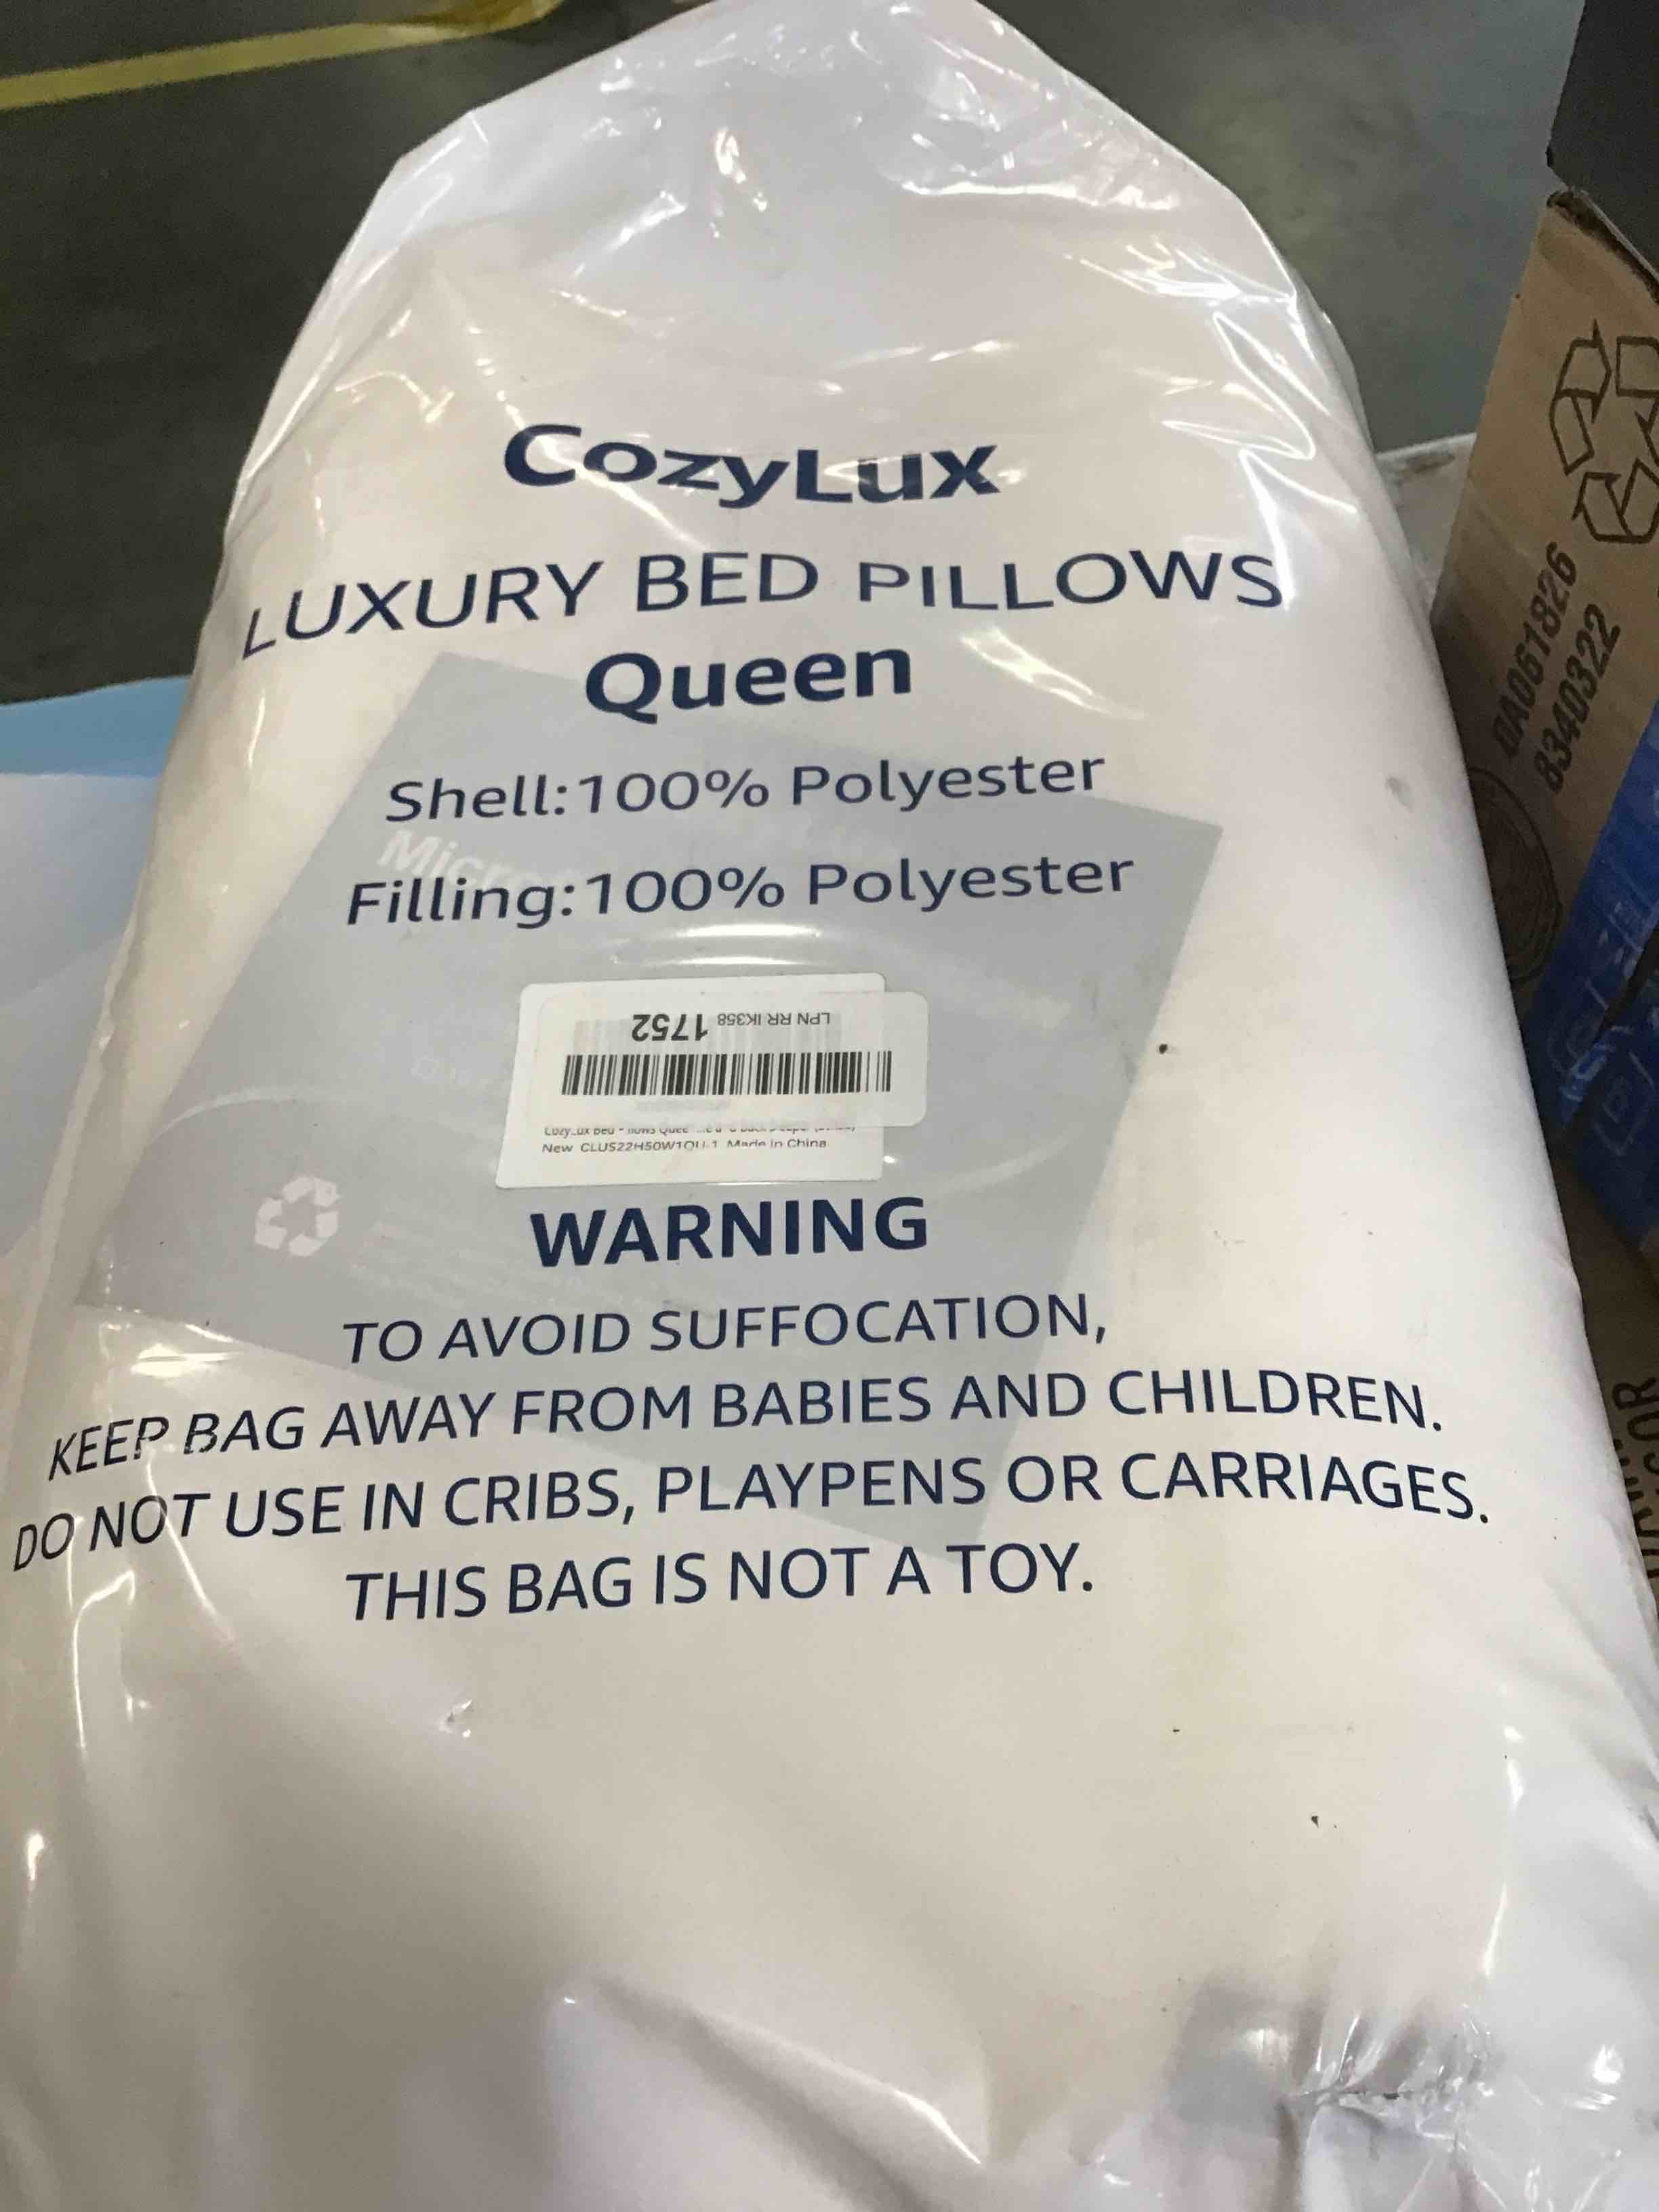 CozyLux
LUXURY BED PILLOWS
Queen
Shell:100% Polyester
Filling:100% Polyester
LPN RR IK358 1752
New CLUS22H50W1QU-1 Made In China
WARNING
TO AVOID SUFFOCATION,
KEEP BAG AWAY FROM BABIES AND CHILDREN.
DO NOT USE IN CRIBS, PLAYPENS OR CARRIAGES.
THIS BAG IS NOT A TOY.
0A061826
8340322